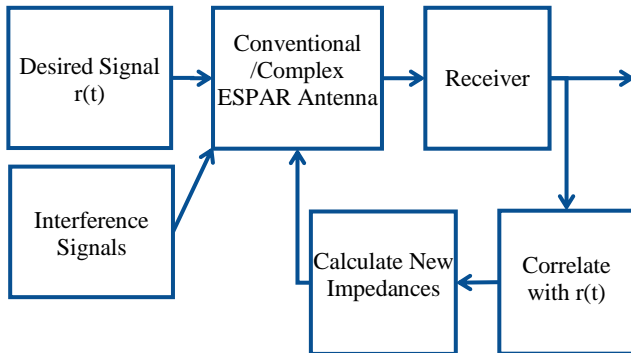 Desired Signal
r(t)
Conventional
/Complex
ESPAR Antenna
Receiver
Interference
Signals
Calculate New
Impedances
Correlate
with r(t)